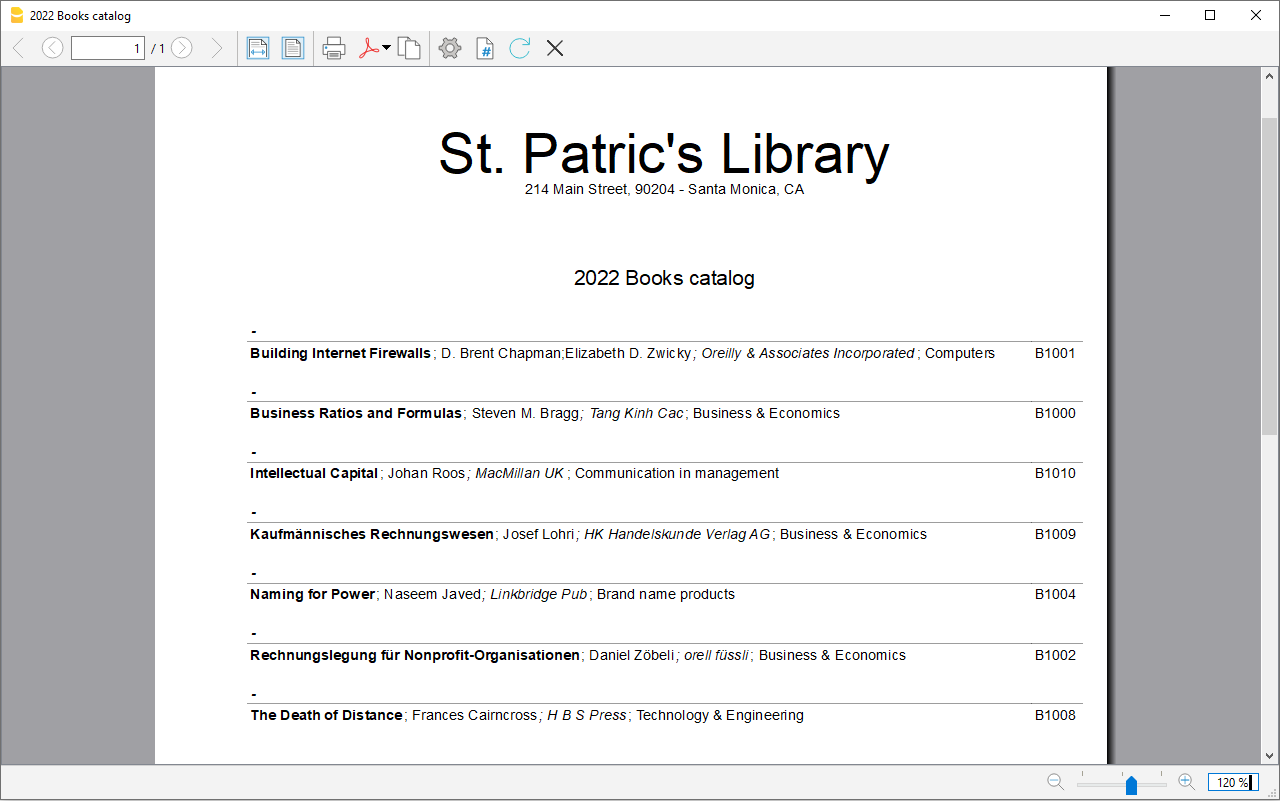 2022 Books catalog
1 / 1
St. Patric's Library
214 Main Street, 90204 - Santa Monica, CA
2022 Books catalog
-
Building Internet Firewalls; D. Brent Chapman;Elizabeth D. Zwicky; Oreilly & Associates Incorporated; Computers B1001
-
Business Ratios and Formulas; Steven M. Bragg; Tang Kinh Cac; Business & Economics B1000
-
Intellectual Capital; Johan Roos; MacMillan UK; Communication in management B1010
-
Kaufmännisches Rechnungswesen; Josef Lohri; HK Handelskunde Verlag AG; Business & Economics B1009
-
Naming for Power; Naseem Javed; Linkbridge Pub; Brand name products B1004
-
Rechnungslegung für Nonprofit-Organisationen; Daniel Zöbeli; orell füssli; Business & Economics B1002
-
The Death of Distance; Frances Cairncross; H B S Press; Technology & Engineering B1008
120 %